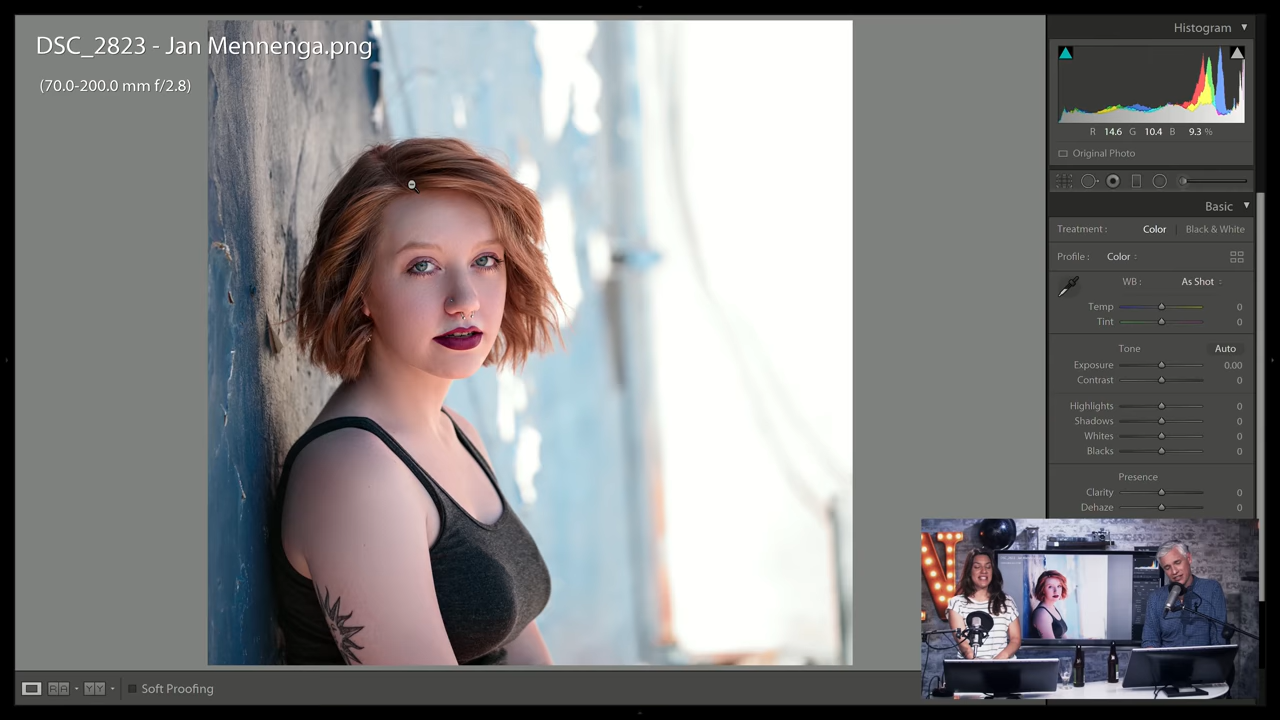 DSC_2823 - Jan Mennenga.png
(70.0-200.0 mm f/2.8)
Histogram
R 14.6 G 10.4 B 9.3 %
Original Photo
Basic
Treatment : Color Black & White
Profile : Color
WB : As Shot
Temp 0
Tint 0
Tone Auto
Exposure 0.00
Contrast 0
Highlights 0
Shadows 0
Whites 0
Blacks 0
Presence
Clarity 0
Dehaze 0
N
R A Y Y Soft Proofing